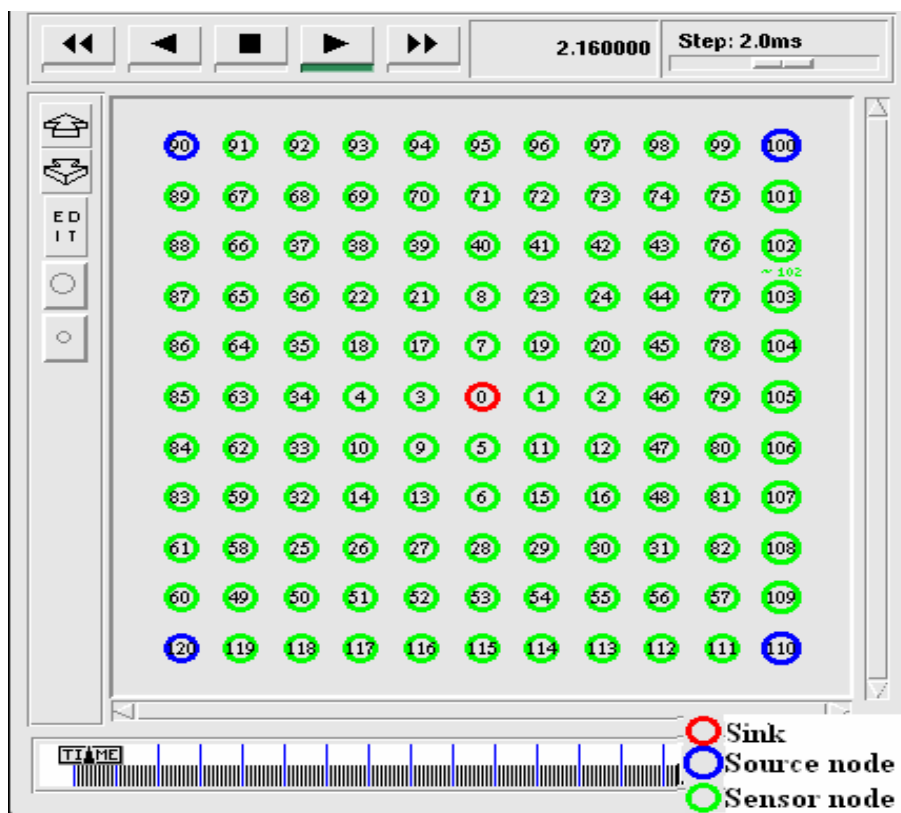 2.160000 Step: 2.0ms
90 91 92 93 94 95 96 97 98 99 100
89 67 68 69 70 71 72 73 74 75 101
E D
I T
88 66 37 38 39 40 41 42 43 76 102
~ 102
87 65 36 22 21 8 23 24 44 77 103
86 64 35 18 17 7 19 20 45 78 104
85 63 34 4 3 0 1 2 46 79 105
84 62 33 10 9 5 11 12 47 80 106
83 59 32 14 13 6 15 16 48 81 107
61 58 25 26 27 28 29 30 31 82 108
60 49 50 51 52 53 54 55 56 57 109
120 119 118 117 116 115 114 113 112 111 110
TIME
Sink
Source node
Sensor node